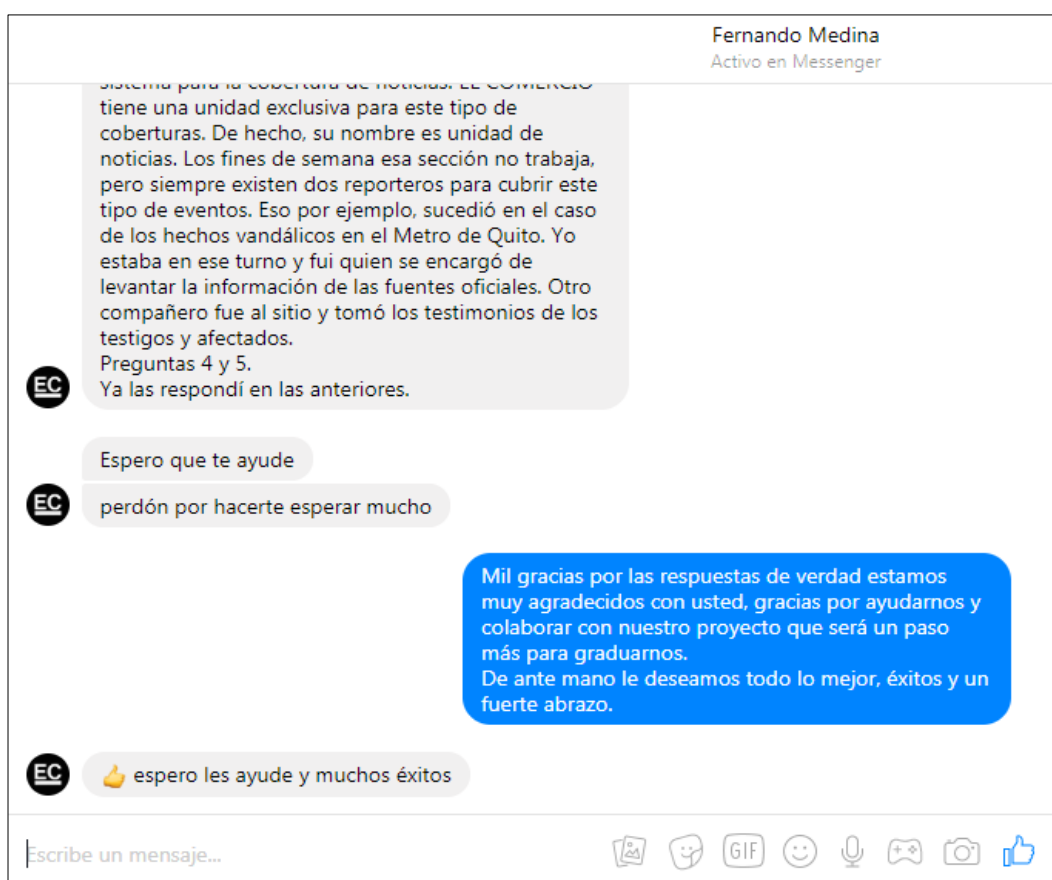 Fernando Medina
Activo en Messenger
sistema para la cobertura de noticias. EL COMERCIO
tiene una unidad exclusiva para este tipo de
coberturas. De hecho, su nombre es unidad de
noticias. Los fines de semana esa sección no trabaja,
pero siempre existen dos reporteros para cubrir este
tipo de eventos. Eso por ejemplo, sucedió en el caso
de los hechos vandálicos en el Metro de Quito. Yo
estaba en ese turno y fui quien se encargó de
levantar la información de las fuentes oficiales. Otro
compañero fue al sitio y tomó los testimonios de los
testigos y afectados.
Preguntas 4 y 5.
Ya las respondí en las anteriores.
EC
Espero que te ayude
perdón por hacerte esperar mucho
EC
Mil gracias por las respuestas de verdad estamos
muy agradecidos con usted, gracias por ayudarnos y
colaborar con nuestro proyecto que será un paso
más para graduarnos.
De ante mano le deseamos todo lo mejor, éxitos y un
fuerte abrazo.
EC
👍 espero les ayude y muchos éxitos
Escribe un mensaje...
GIF